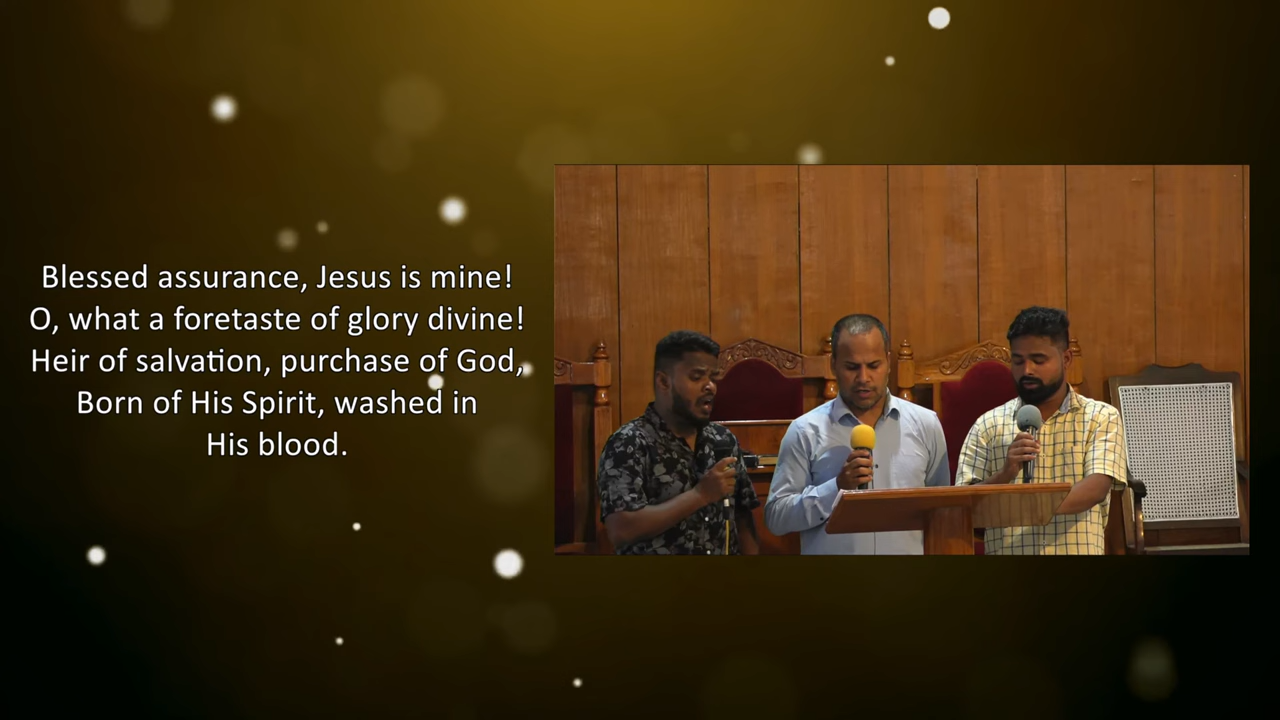 Blessed assurance, Jesus is mine!
O, what a foretaste of glory divine!
Heir of salvation, purchase of God,
Born of His Spirit, washed in
His blood.